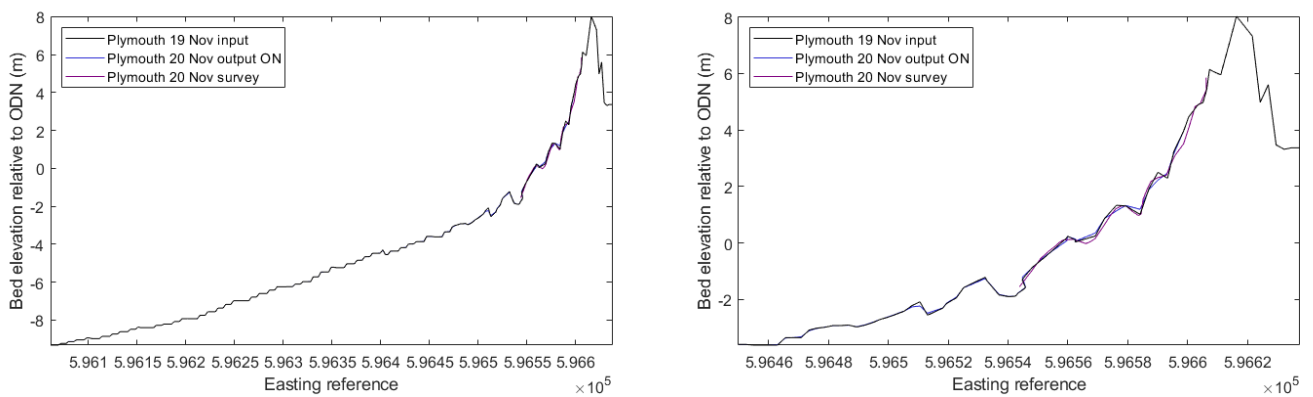 8
6
4
2
0
-2
-4
-6
-8
Bed elevation relative to ODN (m)
Plymouth 19 Nov input
Plymouth 20 Nov output ON
Plymouth 20 Nov survey
5.961 5.9615 5.962 5.9625 5.963 5.9635 5.964 5.9645 5.965 5.9655 5.966
Easting reference
×10⁵
8
6
4
2
0
-2
Bed elevation relative to ODN (m)
Plymouth 19 Nov input
Plymouth 20 Nov output ON
Plymouth 20 Nov survey
5.9646 5.9648 5.965 5.9652 5.9654 5.9656 5.9658 5.966 5.9662
Easting reference
×10⁵